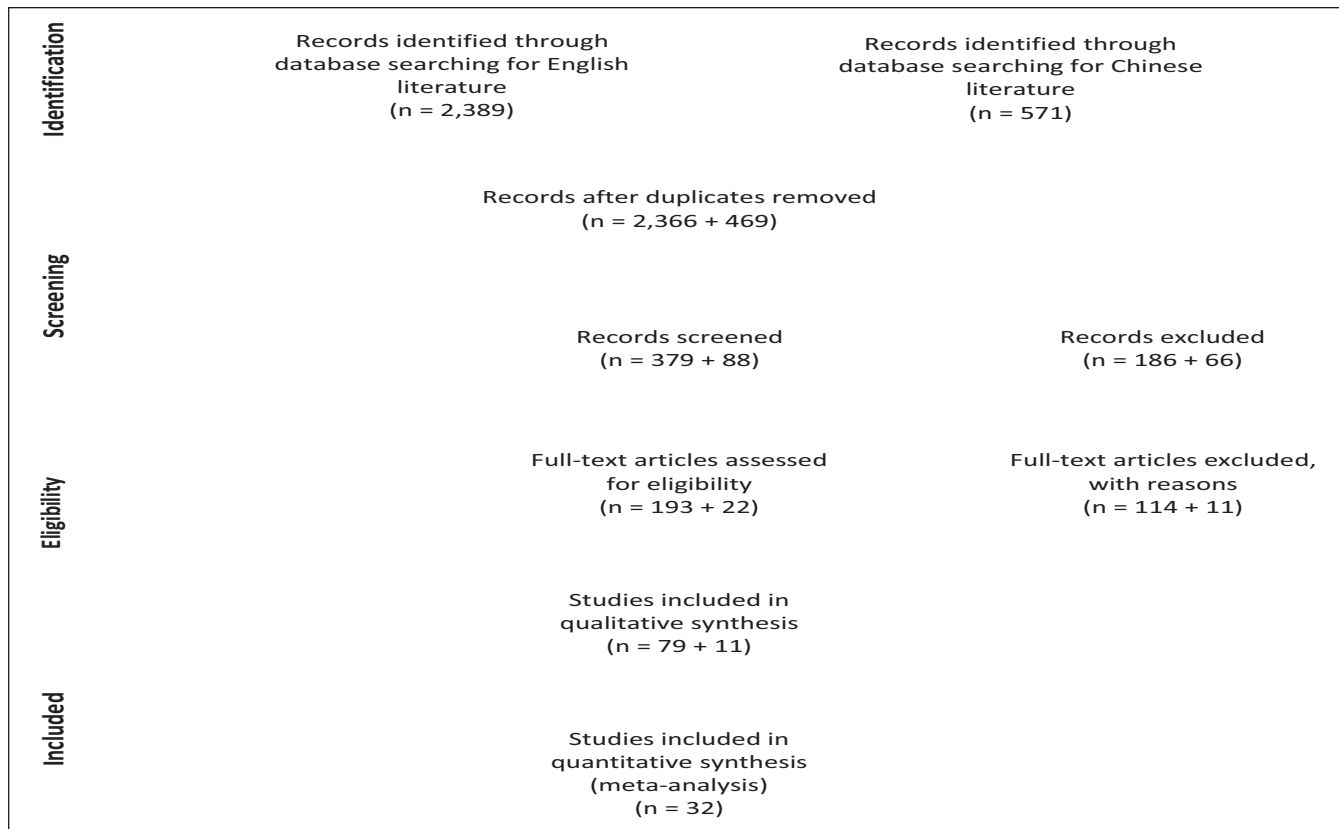 Identification
Records identified through
database searching for English
literature
(n = 2,389)
Records identified through
database searching for Chinese
literature
(n = 571)
Records after duplicates removed
(n = 2,366 + 469)
Screening
Records screened
(n = 379 + 88)
Records excluded
(n = 186 + 66)
Eligibility
Full-text articles assessed
for eligibility
(n = 193 + 22)
Full-text articles excluded,
with reasons
(n = 114 + 11)
Studies included in
qualitative synthesis
(n = 79 + 11)
Included
Studies included in
quantitative synthesis
(meta-analysis)
(n = 32)